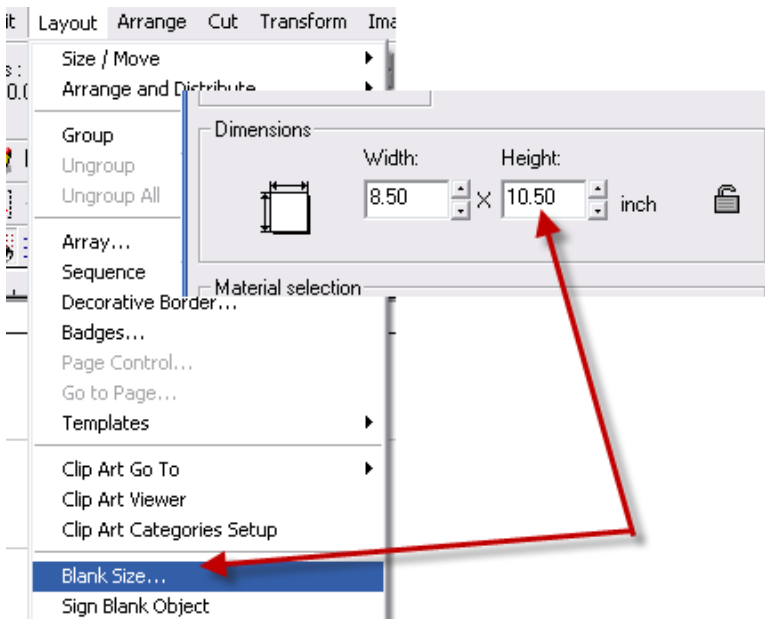 it Layout Arrange Cut Transform Ima
s:
0.0
Size / Move
Arrange and Distribute
Group
Ungroup
Ungroup All
Array...
Sequence
Decorative Border...
Badges...
Page Control...
Go to Page...
Templates
Clip Art Go To
Clip Art Viewer
Clip Art Categories Setup
Blank Size...
Sign Blank Object
Dimensions
Width: Height:
8.50 X 10.50 inch
Material selection